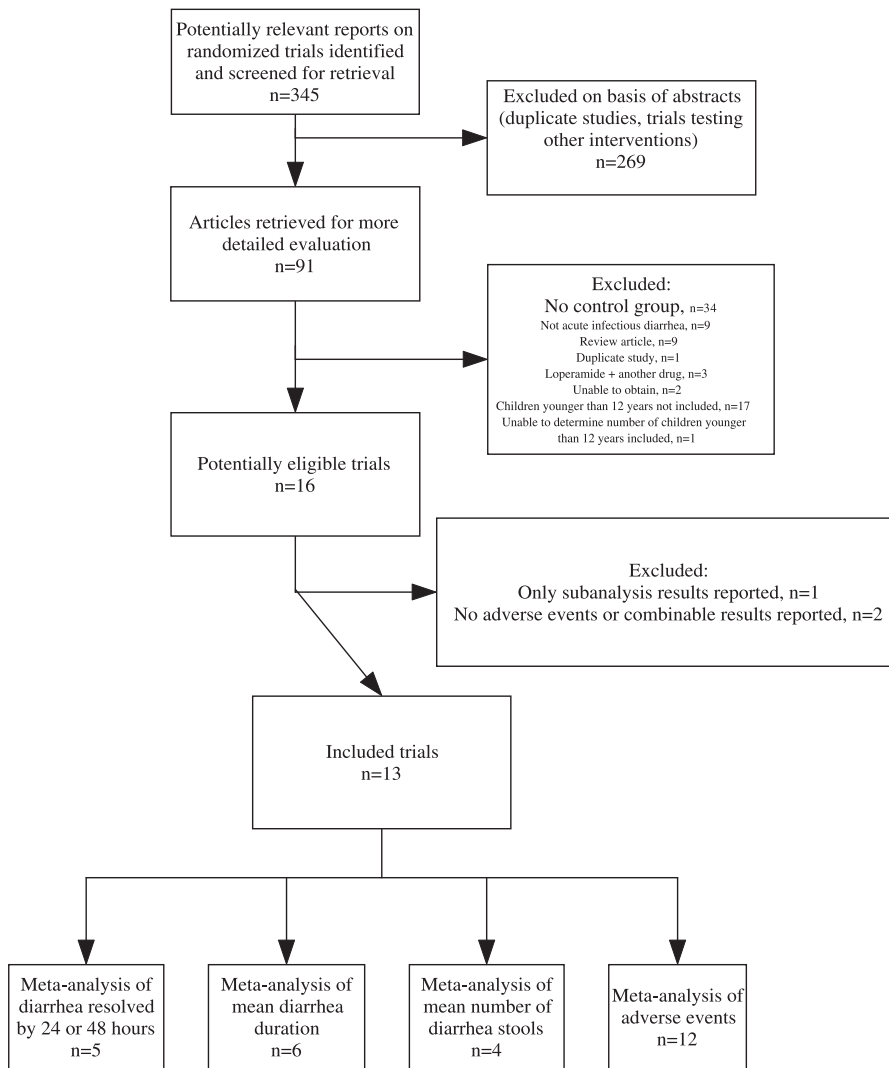 Potentially relevant reports on
randomized trials identified
and screened for retrieval
n=345
Excluded on basis of abstracts
(duplicate studies, trials testing
other interventions)
n=269
Articles retrieved for more
detailed evaluation
n=91
Excluded:
No control group, n=34
Not acute infectious diarrhea, n=9
Review article, n=9
Duplicate study, n=1
Loperamide + another drug, n=3
Unable to obtain, n=2
Children younger than 12 years not included, n=17
Unable to determine number of children younger
than 12 years included, n=1
Potentially eligible trials
n=16
Excluded:
Only subanalysis results reported, n=1
No adverse events or combinable results reported, n=2
Included trials
n=13
Meta-analysis of
diarrhea resolved
by 24 or 48 hours
n=5
Meta-analysis of
mean diarrhea
duration
n=6
Meta-analysis of
mean number of
diarrhea stools
n=4
Meta-analysis of
adverse events
n=12